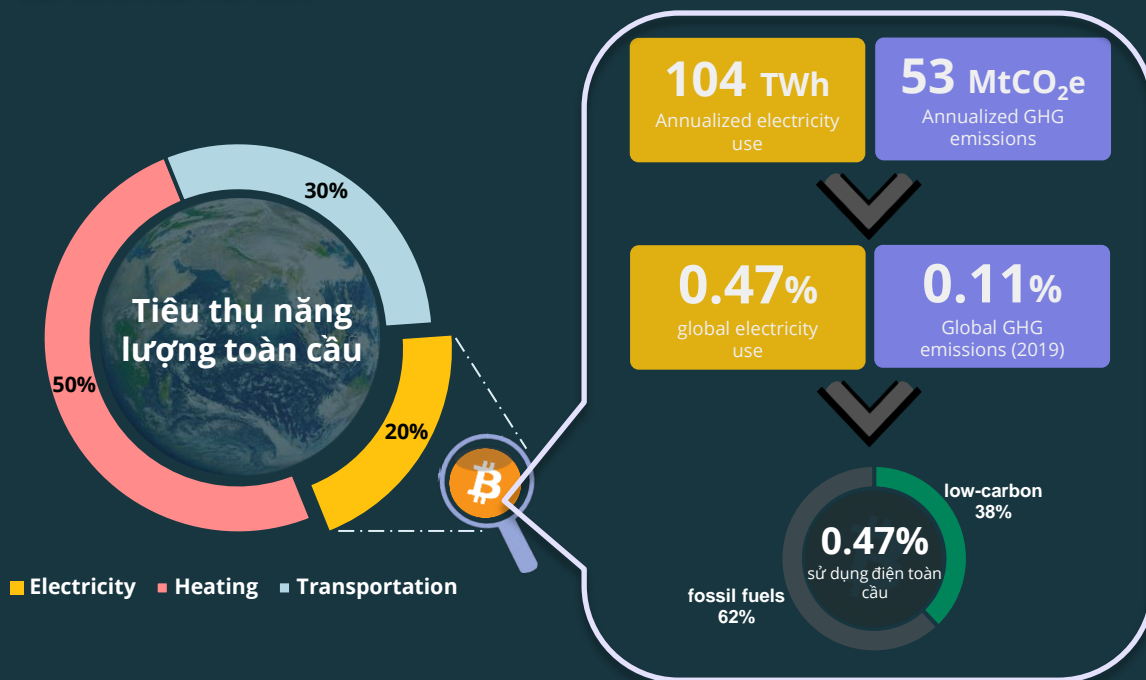 30%
Tiêu thụ năng
lượng toàn cầu
50%
20%
Electricity Heating Transportation
104 TWh
Annualized electricity
use
53 MtCO₂e
Annualized GHG
emissions
0.47%
global electricity
use
0.11%
Global GHG
emissions (2019)
low-carbon
38%
0.47%
sử dụng điện toàn
cầu
fossil fuels
62%